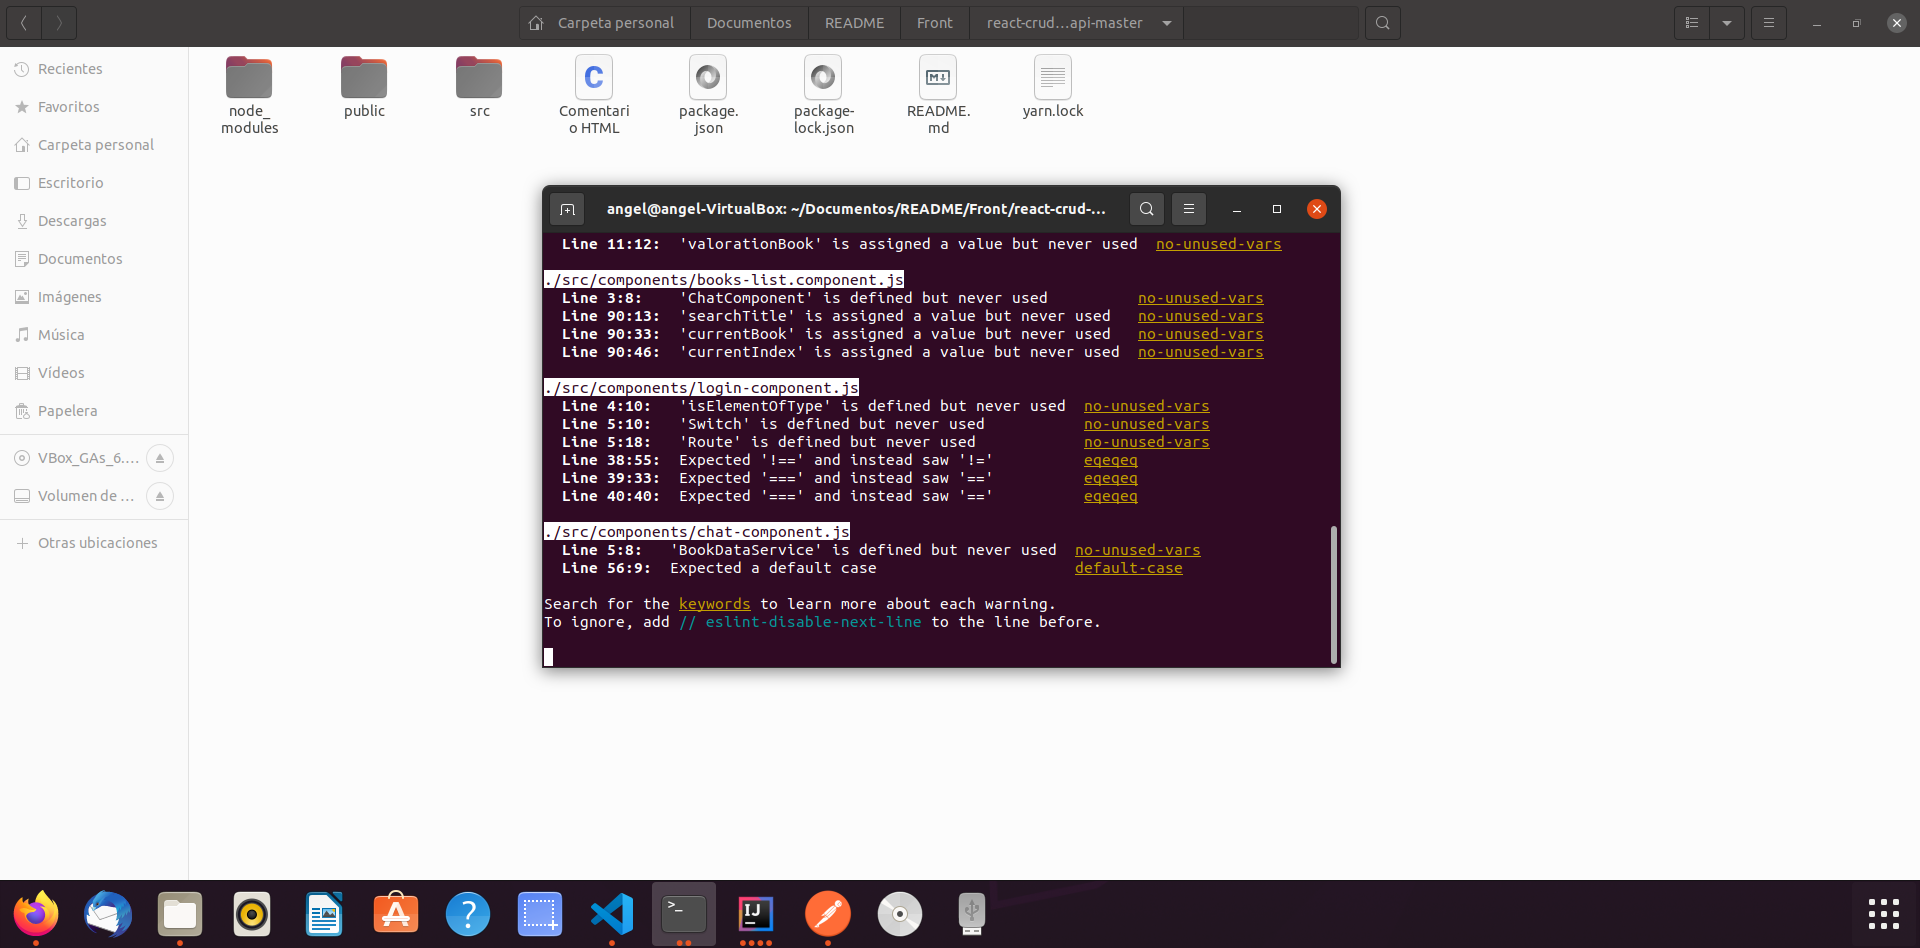 Carpeta personal
Documentos
README
Front
react-crud…api-master
Recientes
Favoritos
Carpeta personal
Escritorio
Descargas
Documentos
Imágenes
Música
Vídeos
Papelera
VBox_GAs_6.…
Volumen de …
Otras ubicaciones
node_
modules
public
src
C
Comentari
o HTML
package.
json
package-
lock.json
M↓
README.
md
yarn.lock
angel@angel-VirtualBox: ~/Documentos/README/Front/react-crud-…
Line 11:12:  'valorationBook' is assigned a value but never used  no-unused-vars
./src/components/books-list.component.js
Line 3:8:    'ChatComponent' is defined but never used          no-unused-vars
Line 90:13:  'searchTitle' is assigned a value but never used   no-unused-vars
Line 90:33:  'currentBook' is assigned a value but never used   no-unused-vars
Line 90:46:  'currentIndex' is assigned a value but never used  no-unused-vars
./src/components/login-component.js
Line 4:10:   'isElementOfType' is defined but never used  no-unused-vars
Line 5:10:   'Switch' is defined but never used           no-unused-vars
Line 5:18:   'Route' is defined but never used            no-unused-vars
Line 38:55:  Expected '!==' and instead saw '!='          eqeqeq
Line 39:33:  Expected '===' and instead saw '=='          eqeqeq
Line 40:40:  Expected '===' and instead saw '=='          eqeqeq
./src/components/chat-component.js
Line 5:8:   'BookDataService' is defined but never used  no-unused-vars
Line 56:9:  Expected a default case                      default-case
Search for the keywords to learn more about each warning.
To ignore, add // eslint-disable-next-line to the line before.
A
?
>_
IJ